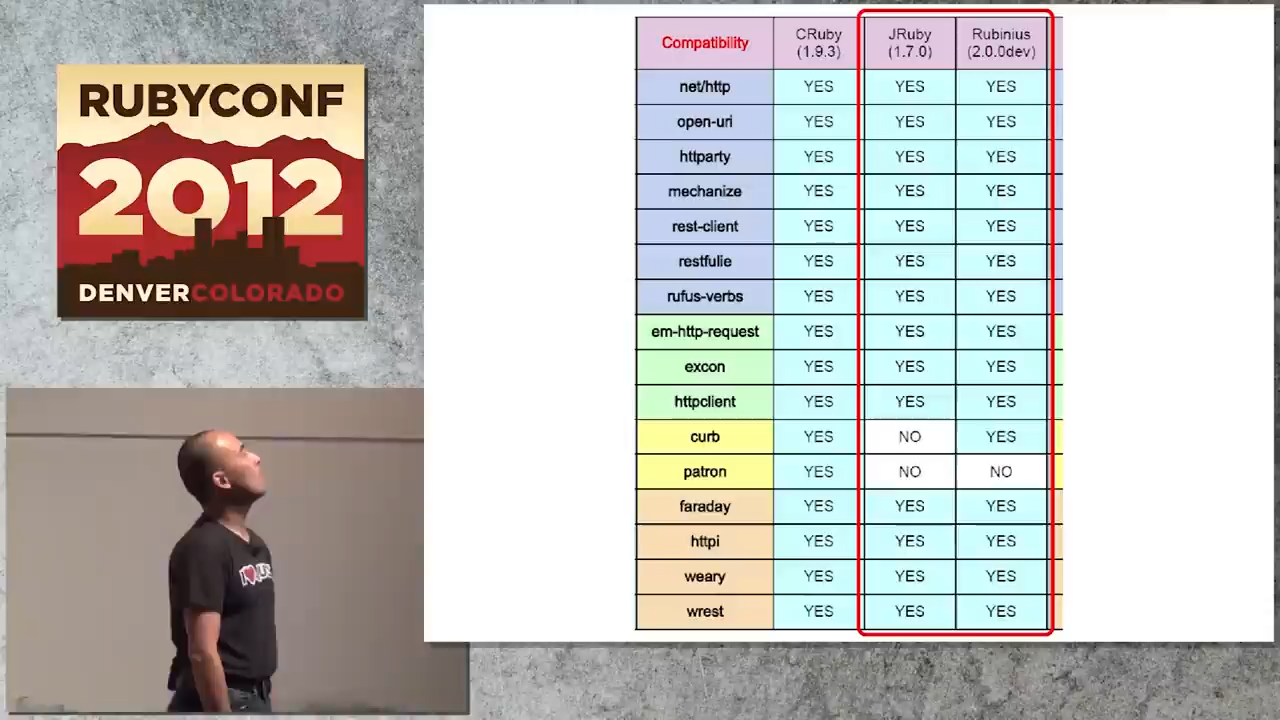 RUBYCONF
2012
DENVERCOLORADO
Compatibility CRuby (1.9.3) JRuby (1.7.0) Rubinius (2.0.0dev)
net/http YES YES YES
open-uri YES YES YES
httparty YES YES YES
mechanize YES YES YES
rest-client YES YES YES
restfulie YES YES YES
rufus-verbs YES YES YES
em-http-request YES YES YES
excon YES YES YES
httpclient YES YES YES
curb YES NO YES
patron YES NO NO
faraday YES YES YES
httpi YES YES YES
weary YES YES YES
wrest YES YES YES